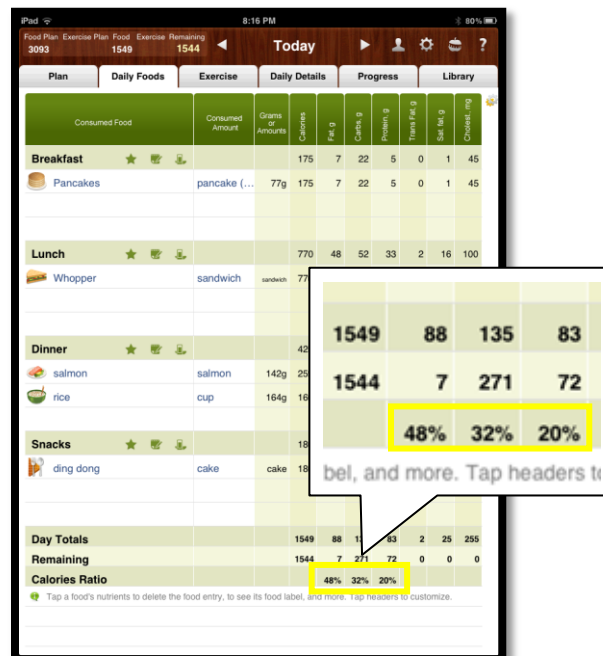 iPad 8:16 PM 80%
Food Plan Exercise Plan Food Exercise Remaining
3093 1549 1544 Today ?
Plan Daily Foods Exercise Daily Details Progress Library
Consumed Food Consumed Amount Grams or Amounts Calories Fat, g Carbs, g Protein, g Trans Fat, g Sat. fat, g Cholest., mg
Breakfast 175 7 22 5 0 1 45
Pancakes pancake (... 77g 175 7 22 5 0 1 45
Lunch 770 48 52 33 2 16 100
Whopper sandwich sandwich 77
1549 88 135 83
1544 7 271 72
48% 32% 20%
bel, and more. Tap headers to
Dinner 42
salmon salmon 142g 25
rice cup 164g 16
Snacks 18
ding dong cake cake 18
Day Totals 1549 88 83 2 25 255
Remaining 1544 7 271 72 0 0 0
Calories Ratio 48% 32% 20%
Tap a food's nutrients to delete the food entry, to see its food label, and more. Tap headers to customize.